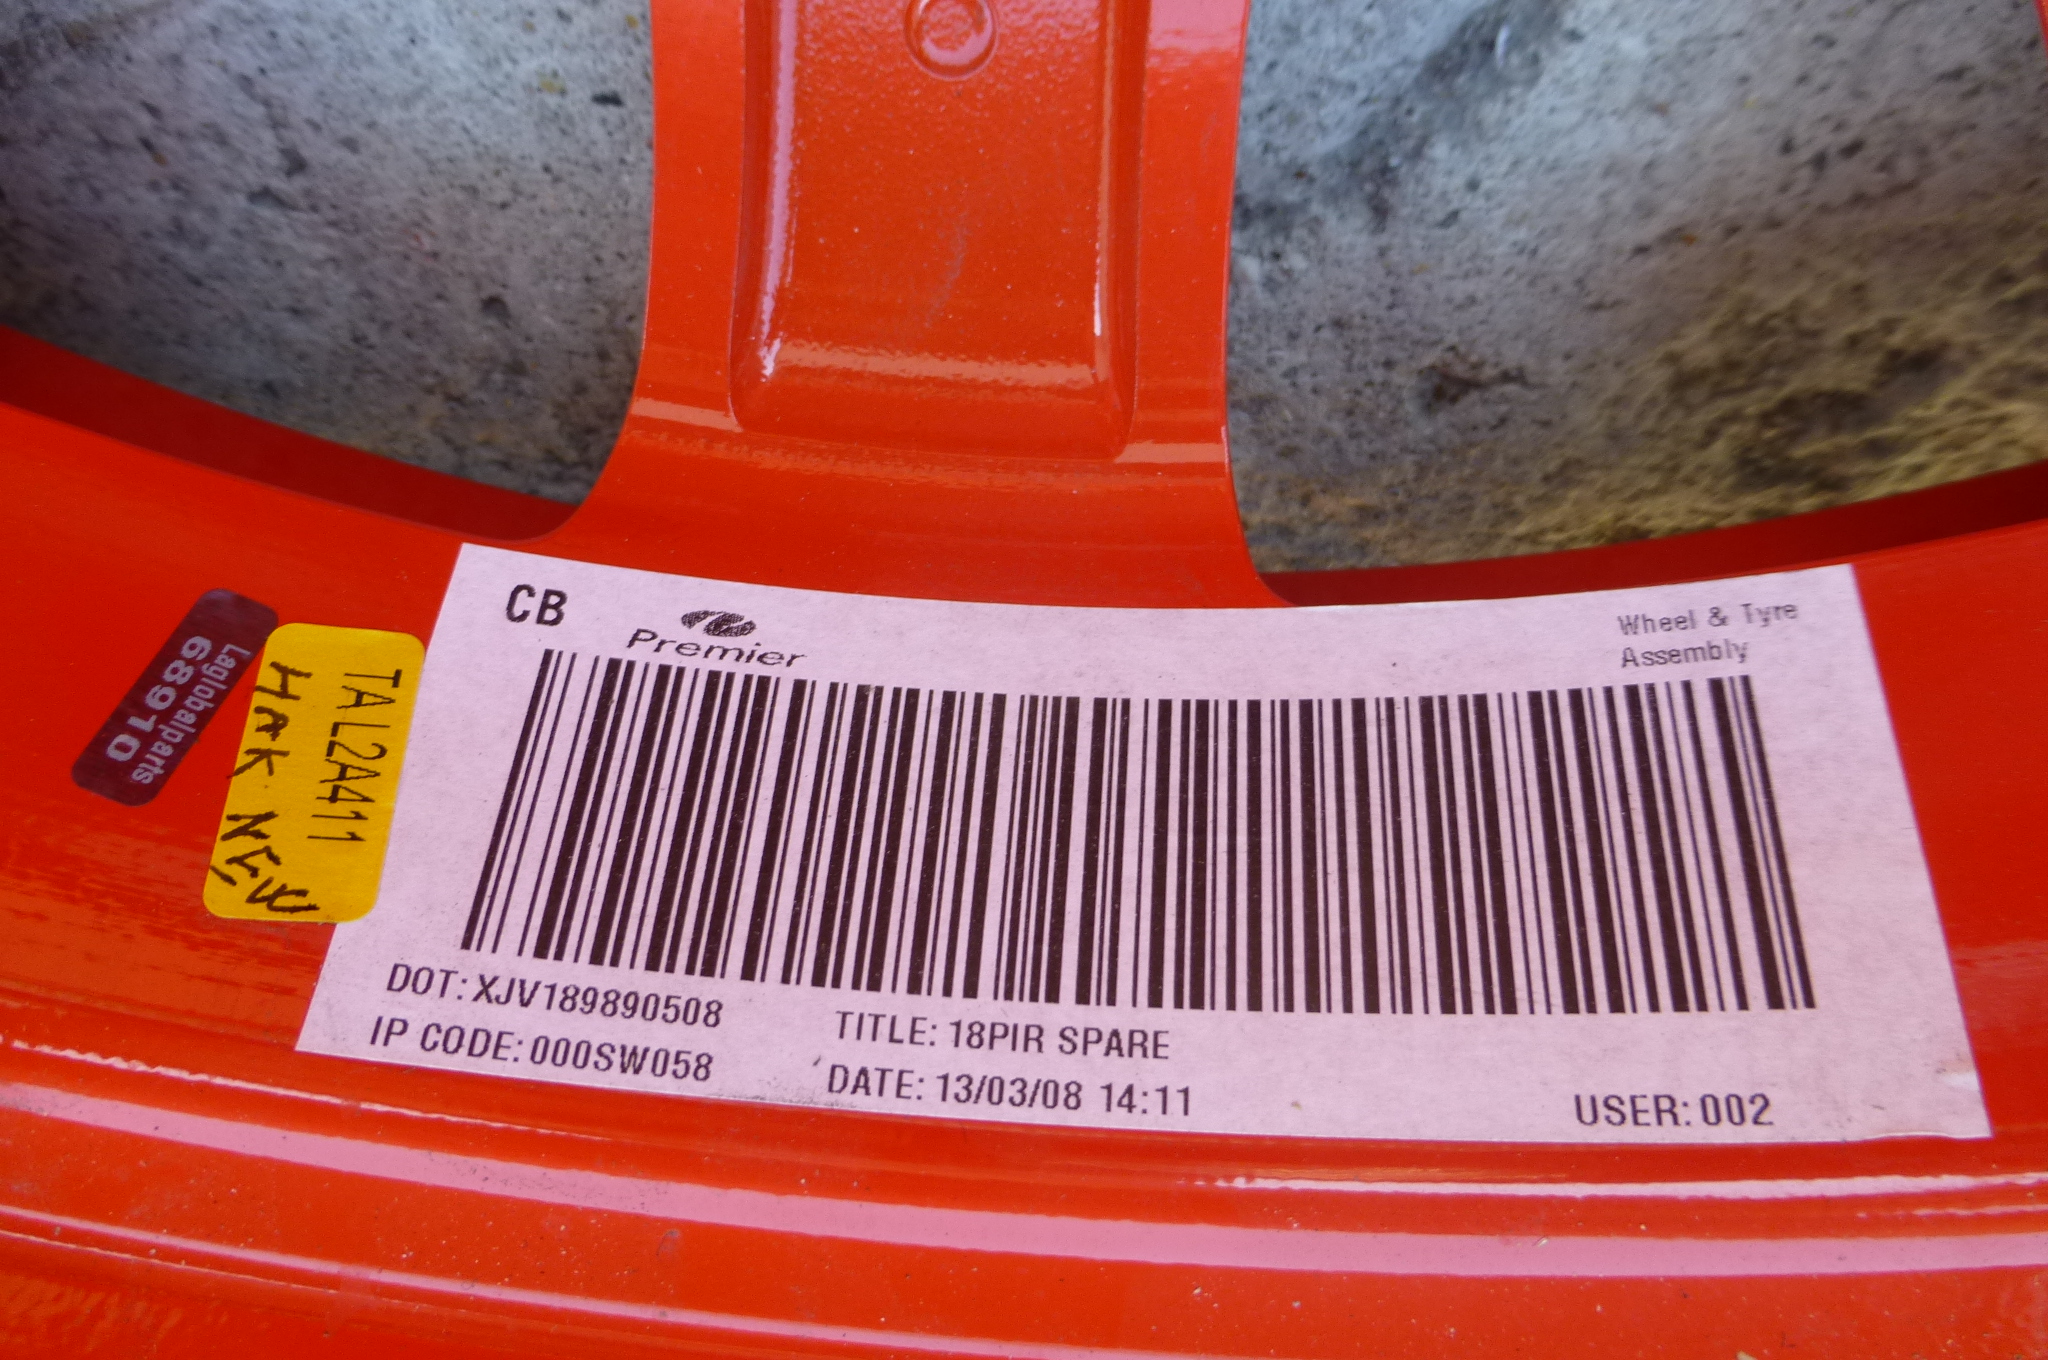 CB
Premier
Wheel & Tyre
Assembly
DOT: XJV189890508
IP CODE: 000SW058
TITLE: 18PIR SPARE
DATE: 13/03/08 14:11
USER: 002
TAL2A411
HAK NEW
Laglobalparts
68910